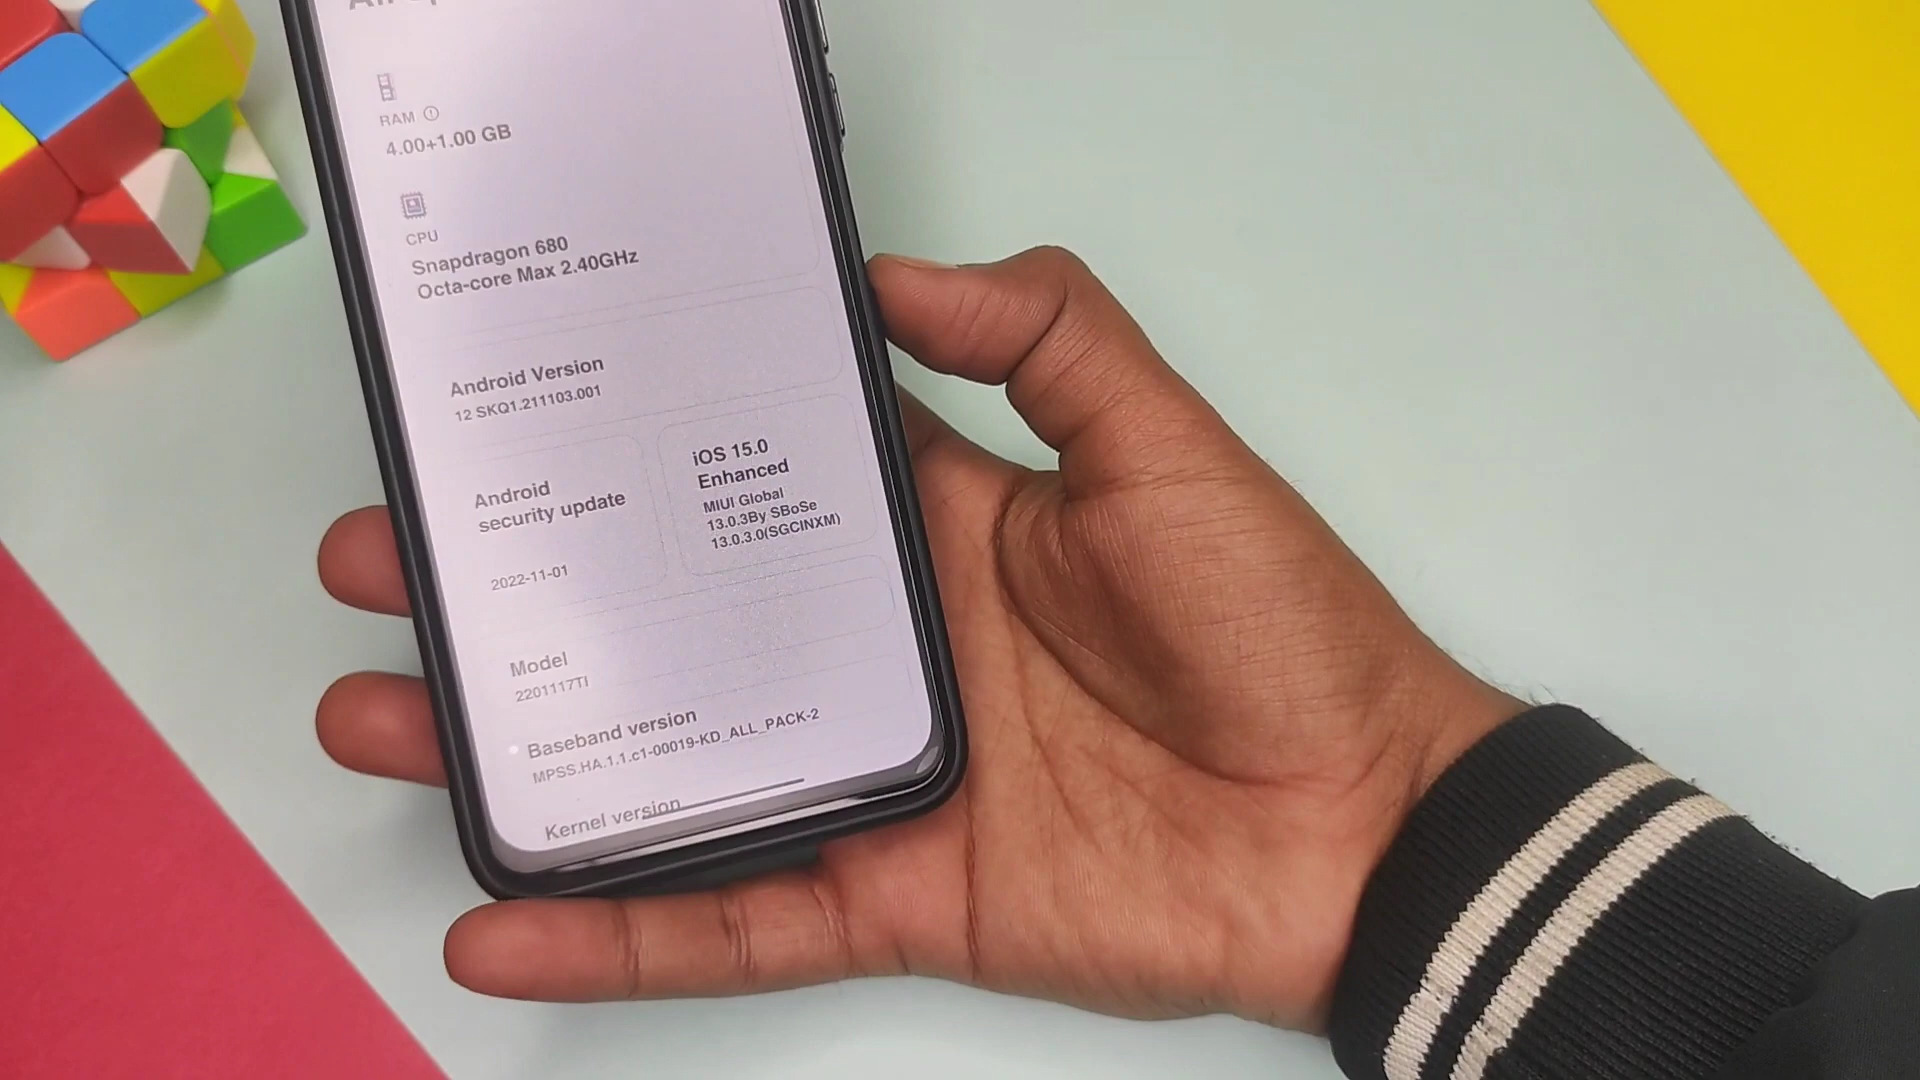 RAM
4.00+1.00 GB
CPU
Snapdragon 680
Octa-core Max 2.40GHz
Android Version
12 SKQ1.211103.001
Android
security update
2022-11-01
iOS 15.0
Enhanced
MIUI Global
13.0.3By SBoSe
13.0.3.0(SGCINXM)
Model
2201117TI
Baseband version
MPSS.HA.1.1.c1-00019-KD_ALL_PACK-2
Kernel version